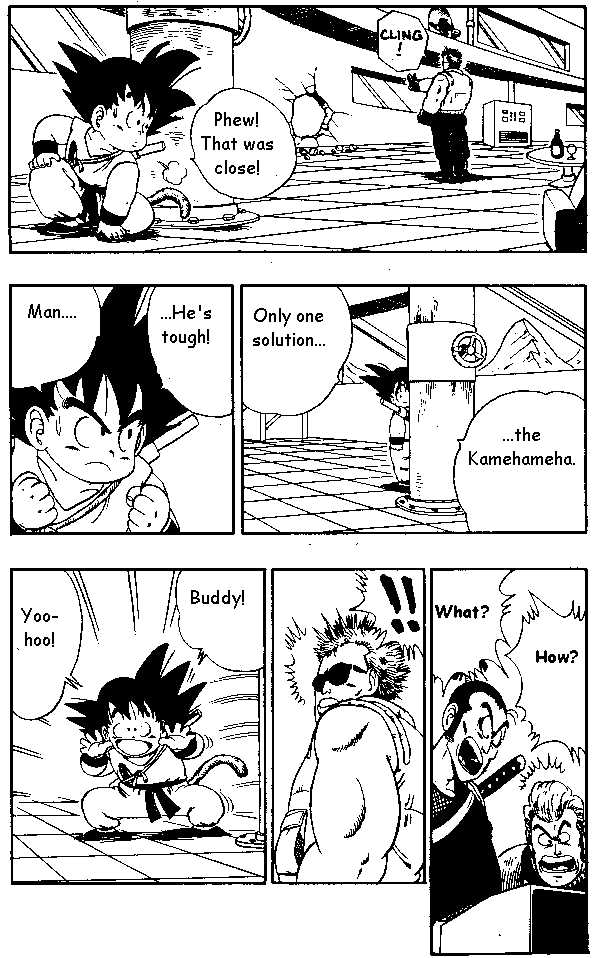 Phew!
That was
close!
CLING
!
Man....
...He's
tough!
Only one
solution...
...the
Kamehameha.
Yoo-
hoo!
Buddy!
!!
What?
How?